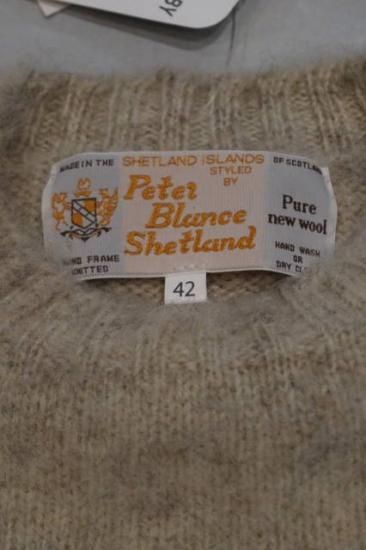 BY
MADE IN THE SHETLAND ISLANDS OF SCOTLAND
STYLED
BY
Peter
Blance
Shetland
Pure
new wool
HAND FRAME
KNITTED
HAND WASH
OR
DRY
42